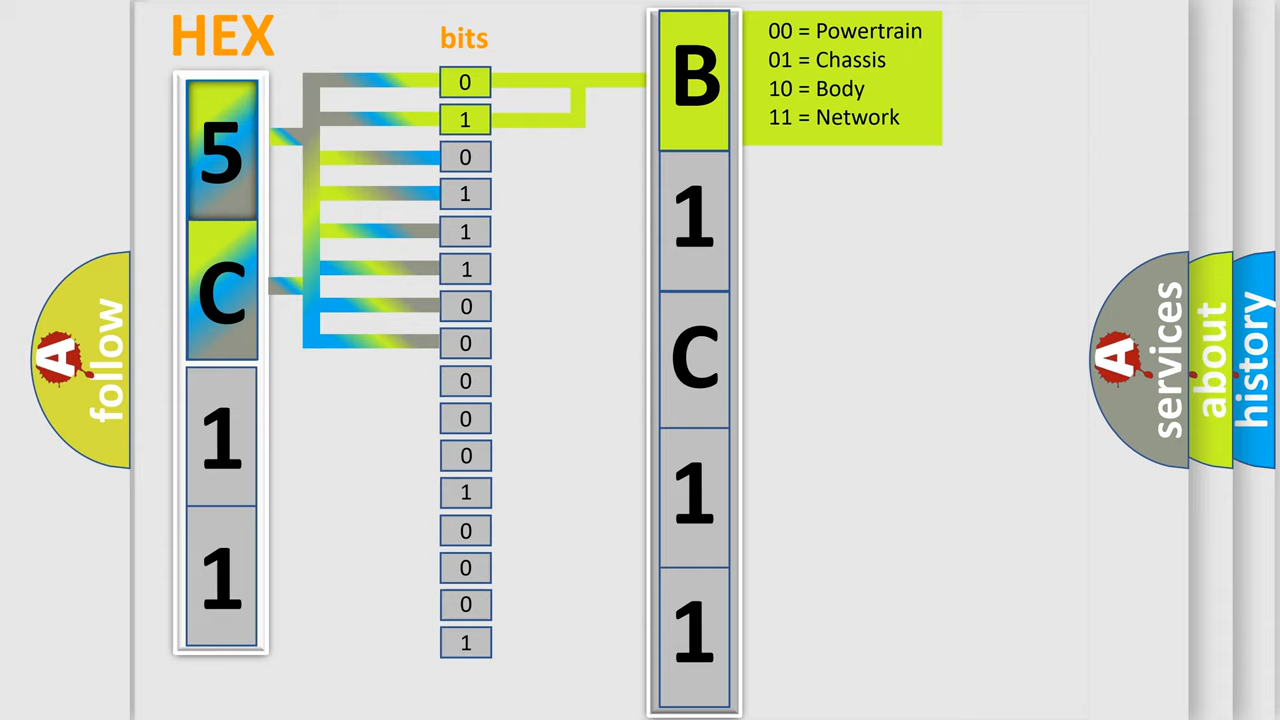 HEX
bits
5
C
1
1
0
1
0
1
1
1
0
0
0
0
0
1
0
0
0
1
B
1
C
1
1
00 = Powertrain
01 = Chassis
10 = Body
11 = Network
A
follow
A
services
about
history